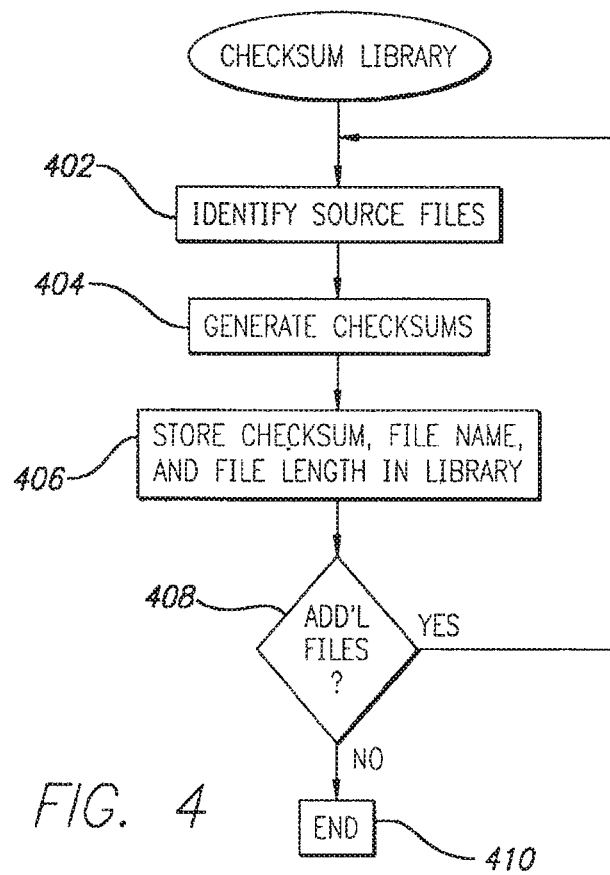 CHECKSUM LIBRARY
402
IDENTIFY SOURCE FILES
404
GENERATE CHECKSUMS
STORE CHECKSUM, FILE NAME,
AND FILE LENGTH IN LIBRARY
406
408
ADD'L
FILES
?
YES
NO
END
410
FIG. 4